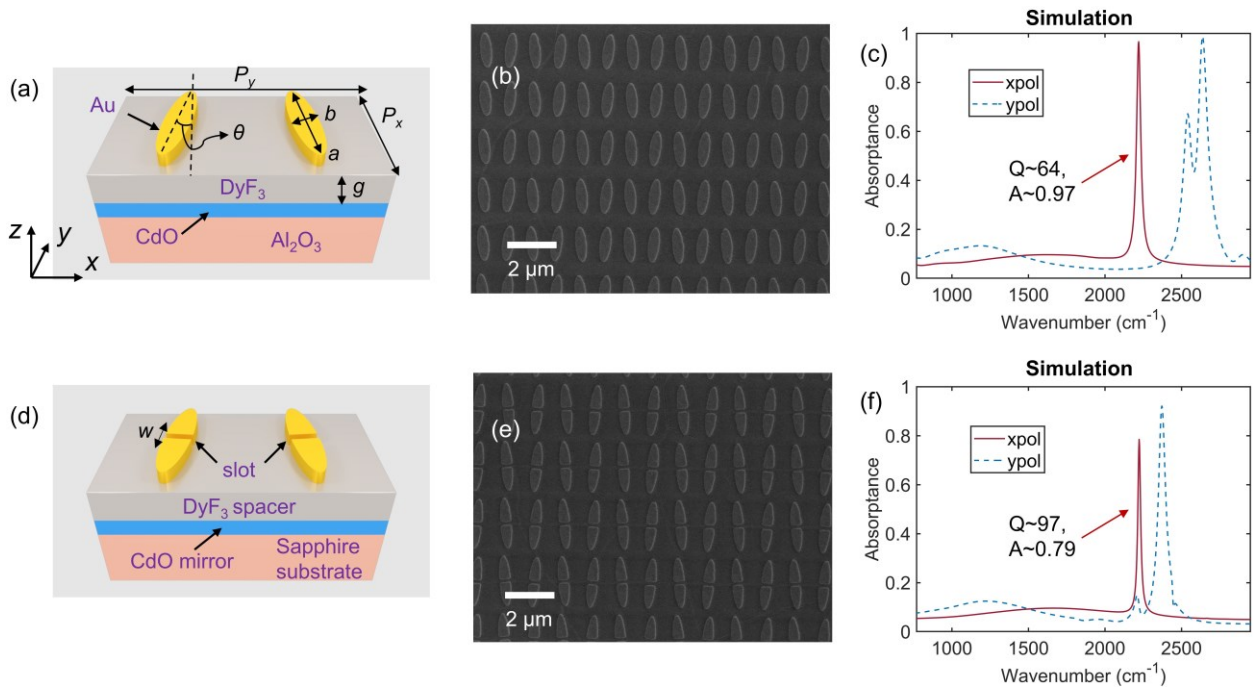 (a)
P_y
P_x
Au
θ
b
a
g
DyF₃
CdO
Al₂O₃
z
y
x
(b)
2 μm
(c)
Simulation
Absorptance
1
0.8
0.6
0.4
0.2
0
xpol
ypol
Q~64,
A~0.97
1000 1500 2000 2500
Wavenumber (cm⁻¹)
(d)
w
slot
DyF₃ spacer
CdO mirror
Sapphire
substrate
(e)
2 μm
(f)
Simulation
Absorptance
1
0.8
0.6
0.4
0.2
0
xpol
ypol
Q~97,
A~0.79
1000 1500 2000 2500
Wavenumber (cm⁻¹)